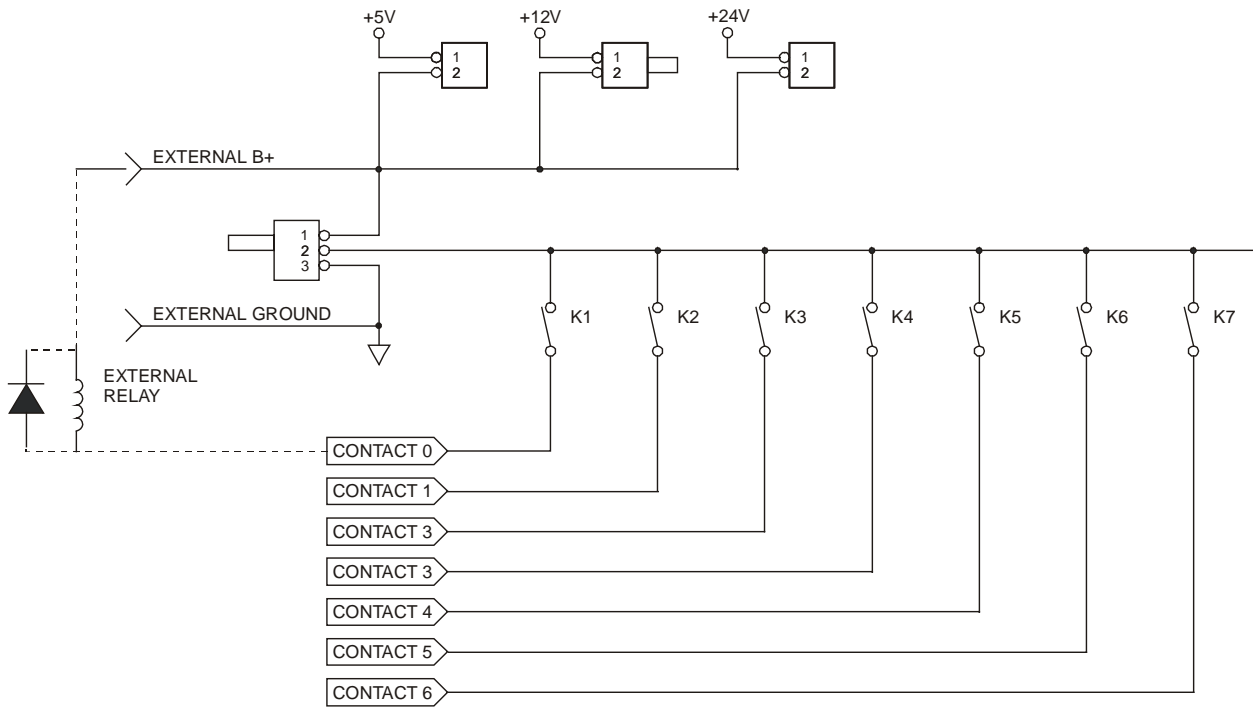 +5V
+12V
+24V
1
2
1
2
1
2
EXTERNAL B+
1
2
3
EXTERNAL GROUND
K1
K2
K3
K4
K5
K6
K7
EXTERNAL
RELAY
CONTACT 0
CONTACT 1
CONTACT 3
CONTACT 3
CONTACT 4
CONTACT 5
CONTACT 6